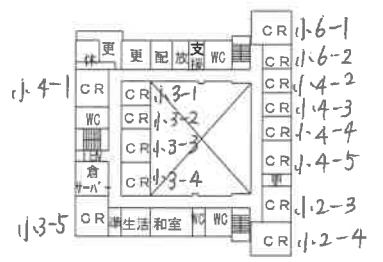 CR 小6-1
休 更 更 配 放 支援 WC
CR 小6-2
小4-1 CR
CR 小3-1
CR 小4-2
CR 小3-2
CR 小4-3
WC
CR 小4-4
CR 小3-3
CR 小4-5
倉
サーバー
CR 小3-4
更
CR 小2-3
小3-5 CR
生活 和室 WC WC
CR 小2-4